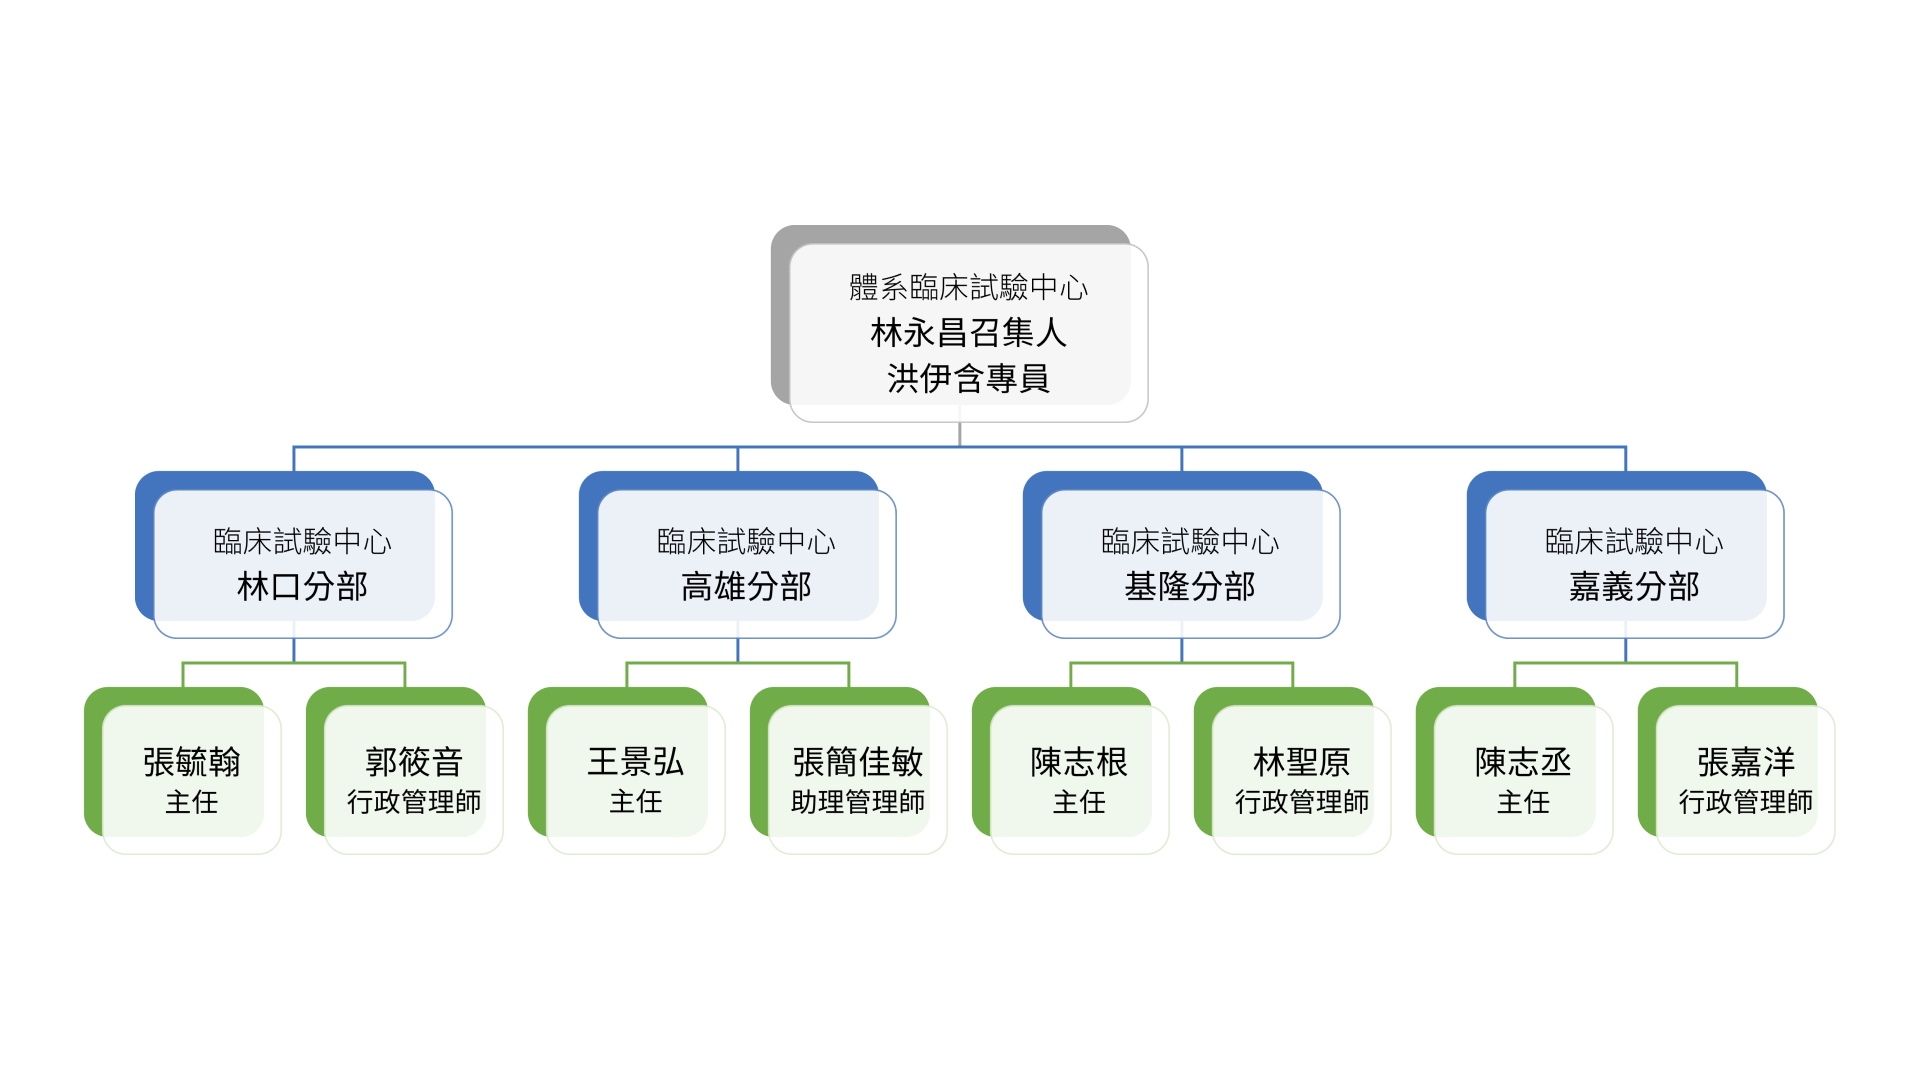 體系臨床試驗中心
林永昌召集人
洪伊含專員
臨床試驗中心
林口分部
臨床試驗中心
高雄分部
臨床試驗中心
基隆分部
臨床試驗中心
嘉義分部
張毓翰
主任
郭筱音
行政管理師
王景弘
主任
張簡佳敏
助理管理師
陳志根
主任
林聖原
行政管理師
陳志丞
主任
張嘉洋
行政管理師